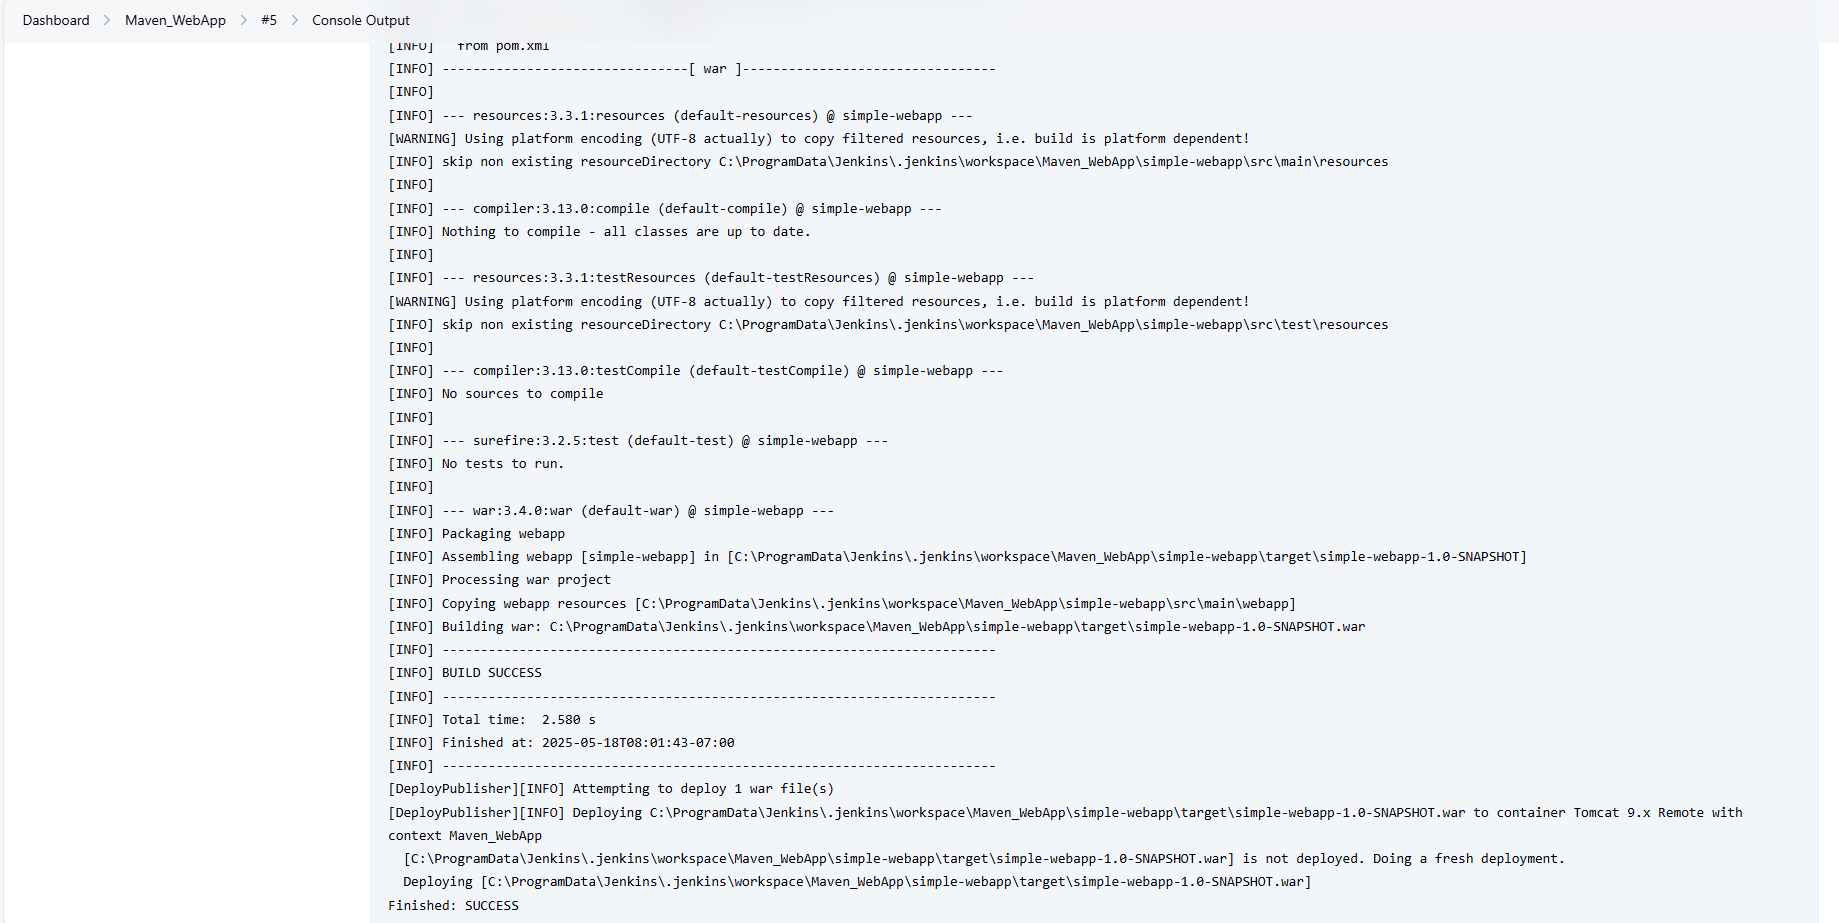 Dashboard > Maven_WebApp > #5 > Console Output
[INFO]   from pom.xml
[INFO] --------------------------------[ war ]---------------------------------
[INFO]
[INFO] --- resources:3.3.1:resources (default-resources) @ simple-webapp ---
[WARNING] Using platform encoding (UTF-8 actually) to copy filtered resources, i.e. build is platform dependent!
[INFO] skip non existing resourceDirectory C:\ProgramData\Jenkins\.jenkins\workspace\Maven_WebApp\simple-webapp\src\main\resources
[INFO]
[INFO] --- compiler:3.13.0:compile (default-compile) @ simple-webapp ---
[INFO] Nothing to compile - all classes are up to date.
[INFO]
[INFO] --- resources:3.3.1:testResources (default-testResources) @ simple-webapp ---
[WARNING] Using platform encoding (UTF-8 actually) to copy filtered resources, i.e. build is platform dependent!
[INFO] skip non existing resourceDirectory C:\ProgramData\Jenkins\.jenkins\workspace\Maven_WebApp\simple-webapp\src\test\resources
[INFO]
[INFO] --- compiler:3.13.0:testCompile (default-testCompile) @ simple-webapp ---
[INFO] No sources to compile
[INFO]
[INFO] --- surefire:3.2.5:test (default-test) @ simple-webapp ---
[INFO] No tests to run.
[INFO]
[INFO] --- war:3.4.0:war (default-war) @ simple-webapp ---
[INFO] Packaging webapp
[INFO] Assembling webapp [simple-webapp] in [C:\ProgramData\Jenkins\.jenkins\workspace\Maven_WebApp\simple-webapp\target\simple-webapp-1.0-SNAPSHOT]
[INFO] Processing war project
[INFO] Copying webapp resources [C:\ProgramData\Jenkins\.jenkins\workspace\Maven_WebApp\simple-webapp\src\main\webapp]
[INFO] Building war: C:\ProgramData\Jenkins\.jenkins\workspace\Maven_WebApp\simple-webapp\target\simple-webapp-1.0-SNAPSHOT.war
[INFO] ------------------------------------------------------------------------
[INFO] BUILD SUCCESS
[INFO] ------------------------------------------------------------------------
[INFO] Total time:  2.580 s
[INFO] Finished at: 2025-05-18T08:01:43-07:00
[INFO] ------------------------------------------------------------------------
[DeployPublisher][INFO] Attempting to deploy 1 war file(s)
[DeployPublisher][INFO] Deploying C:\ProgramData\Jenkins\.jenkins\workspace\Maven_WebApp\simple-webapp\target\simple-webapp-1.0-SNAPSHOT.war to container Tomcat 9.x Remote with
context Maven_WebApp
  [C:\ProgramData\Jenkins\.jenkins\workspace\Maven_WebApp\simple-webapp\target\simple-webapp-1.0-SNAPSHOT.war] is not deployed. Doing a fresh deployment.
  Deploying [C:\ProgramData\Jenkins\.jenkins\workspace\Maven_WebApp\simple-webapp\target\simple-webapp-1.0-SNAPSHOT.war]
Finished: SUCCESS